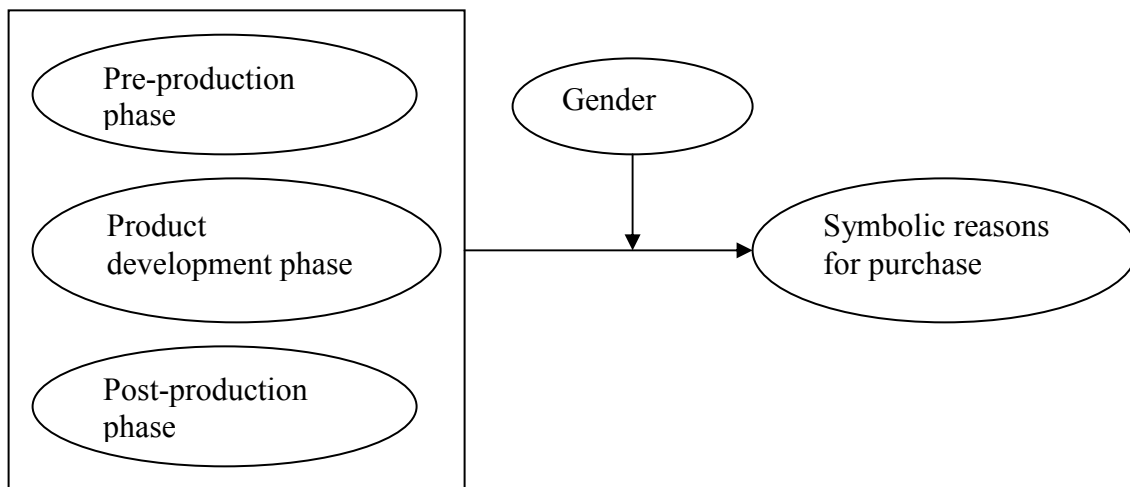 Pre-production
phase
Gender
Product
development phase
Symbolic reasons
for purchase
Post-production
phase